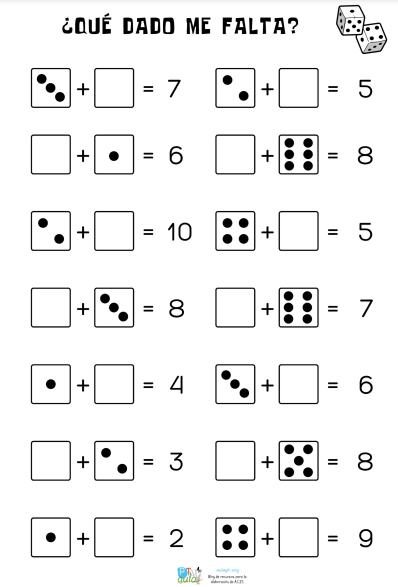 ¿QUÉ DADO ME FALTA?
+ = 7 + = 5
+ = 6 + = 8
+ = 10 + = 5
+ = 8 + = 7
+ = 4 + = 6
+ = 3 + = 8
+ = 2 + = 9